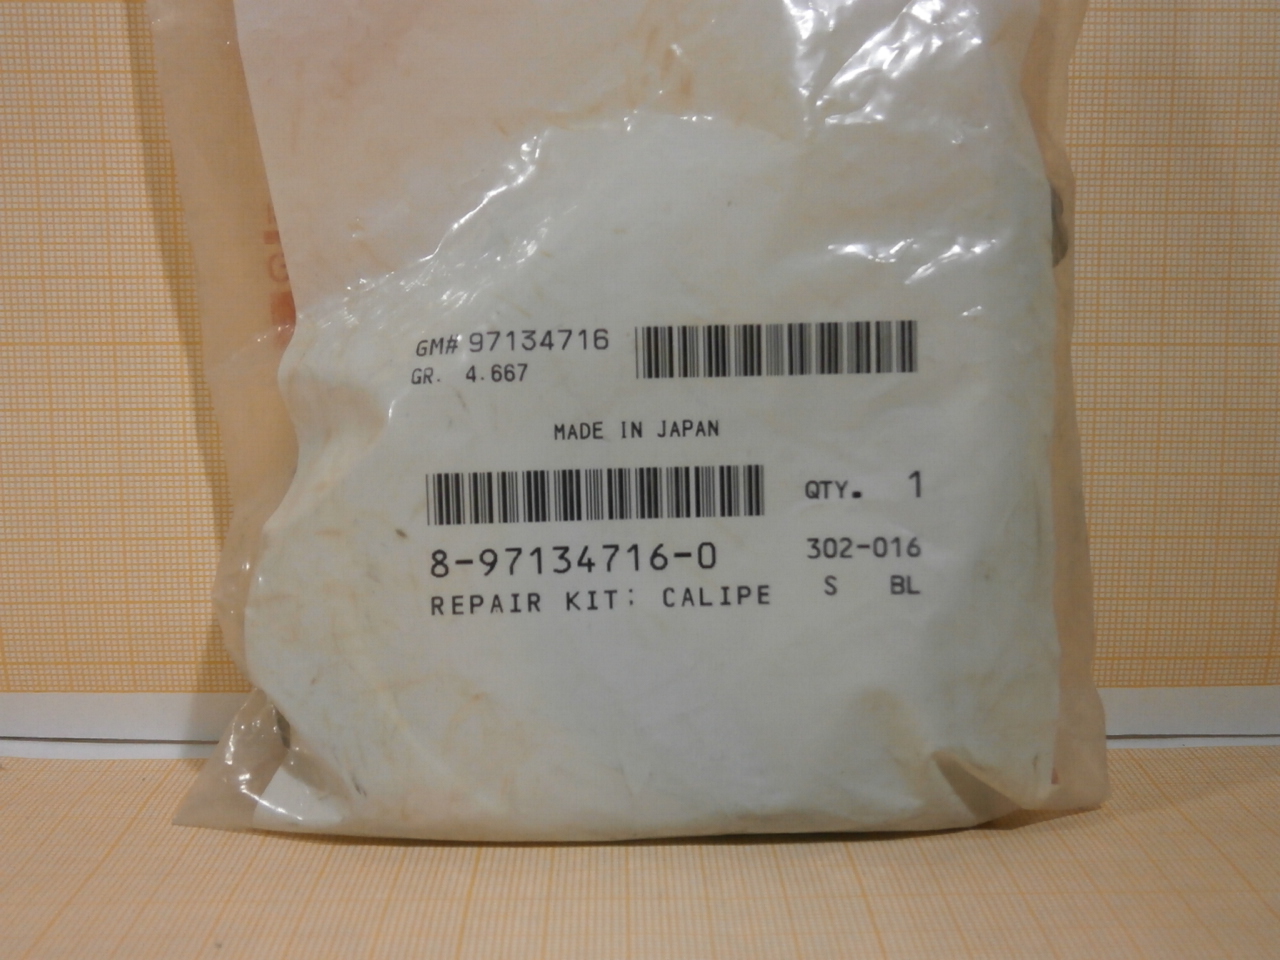 GM# 97134716
GR. 4.667
MADE IN JAPAN
QTY. 1
8-97134716-0 302-016
REPAIR KIT: CALIPE S BL